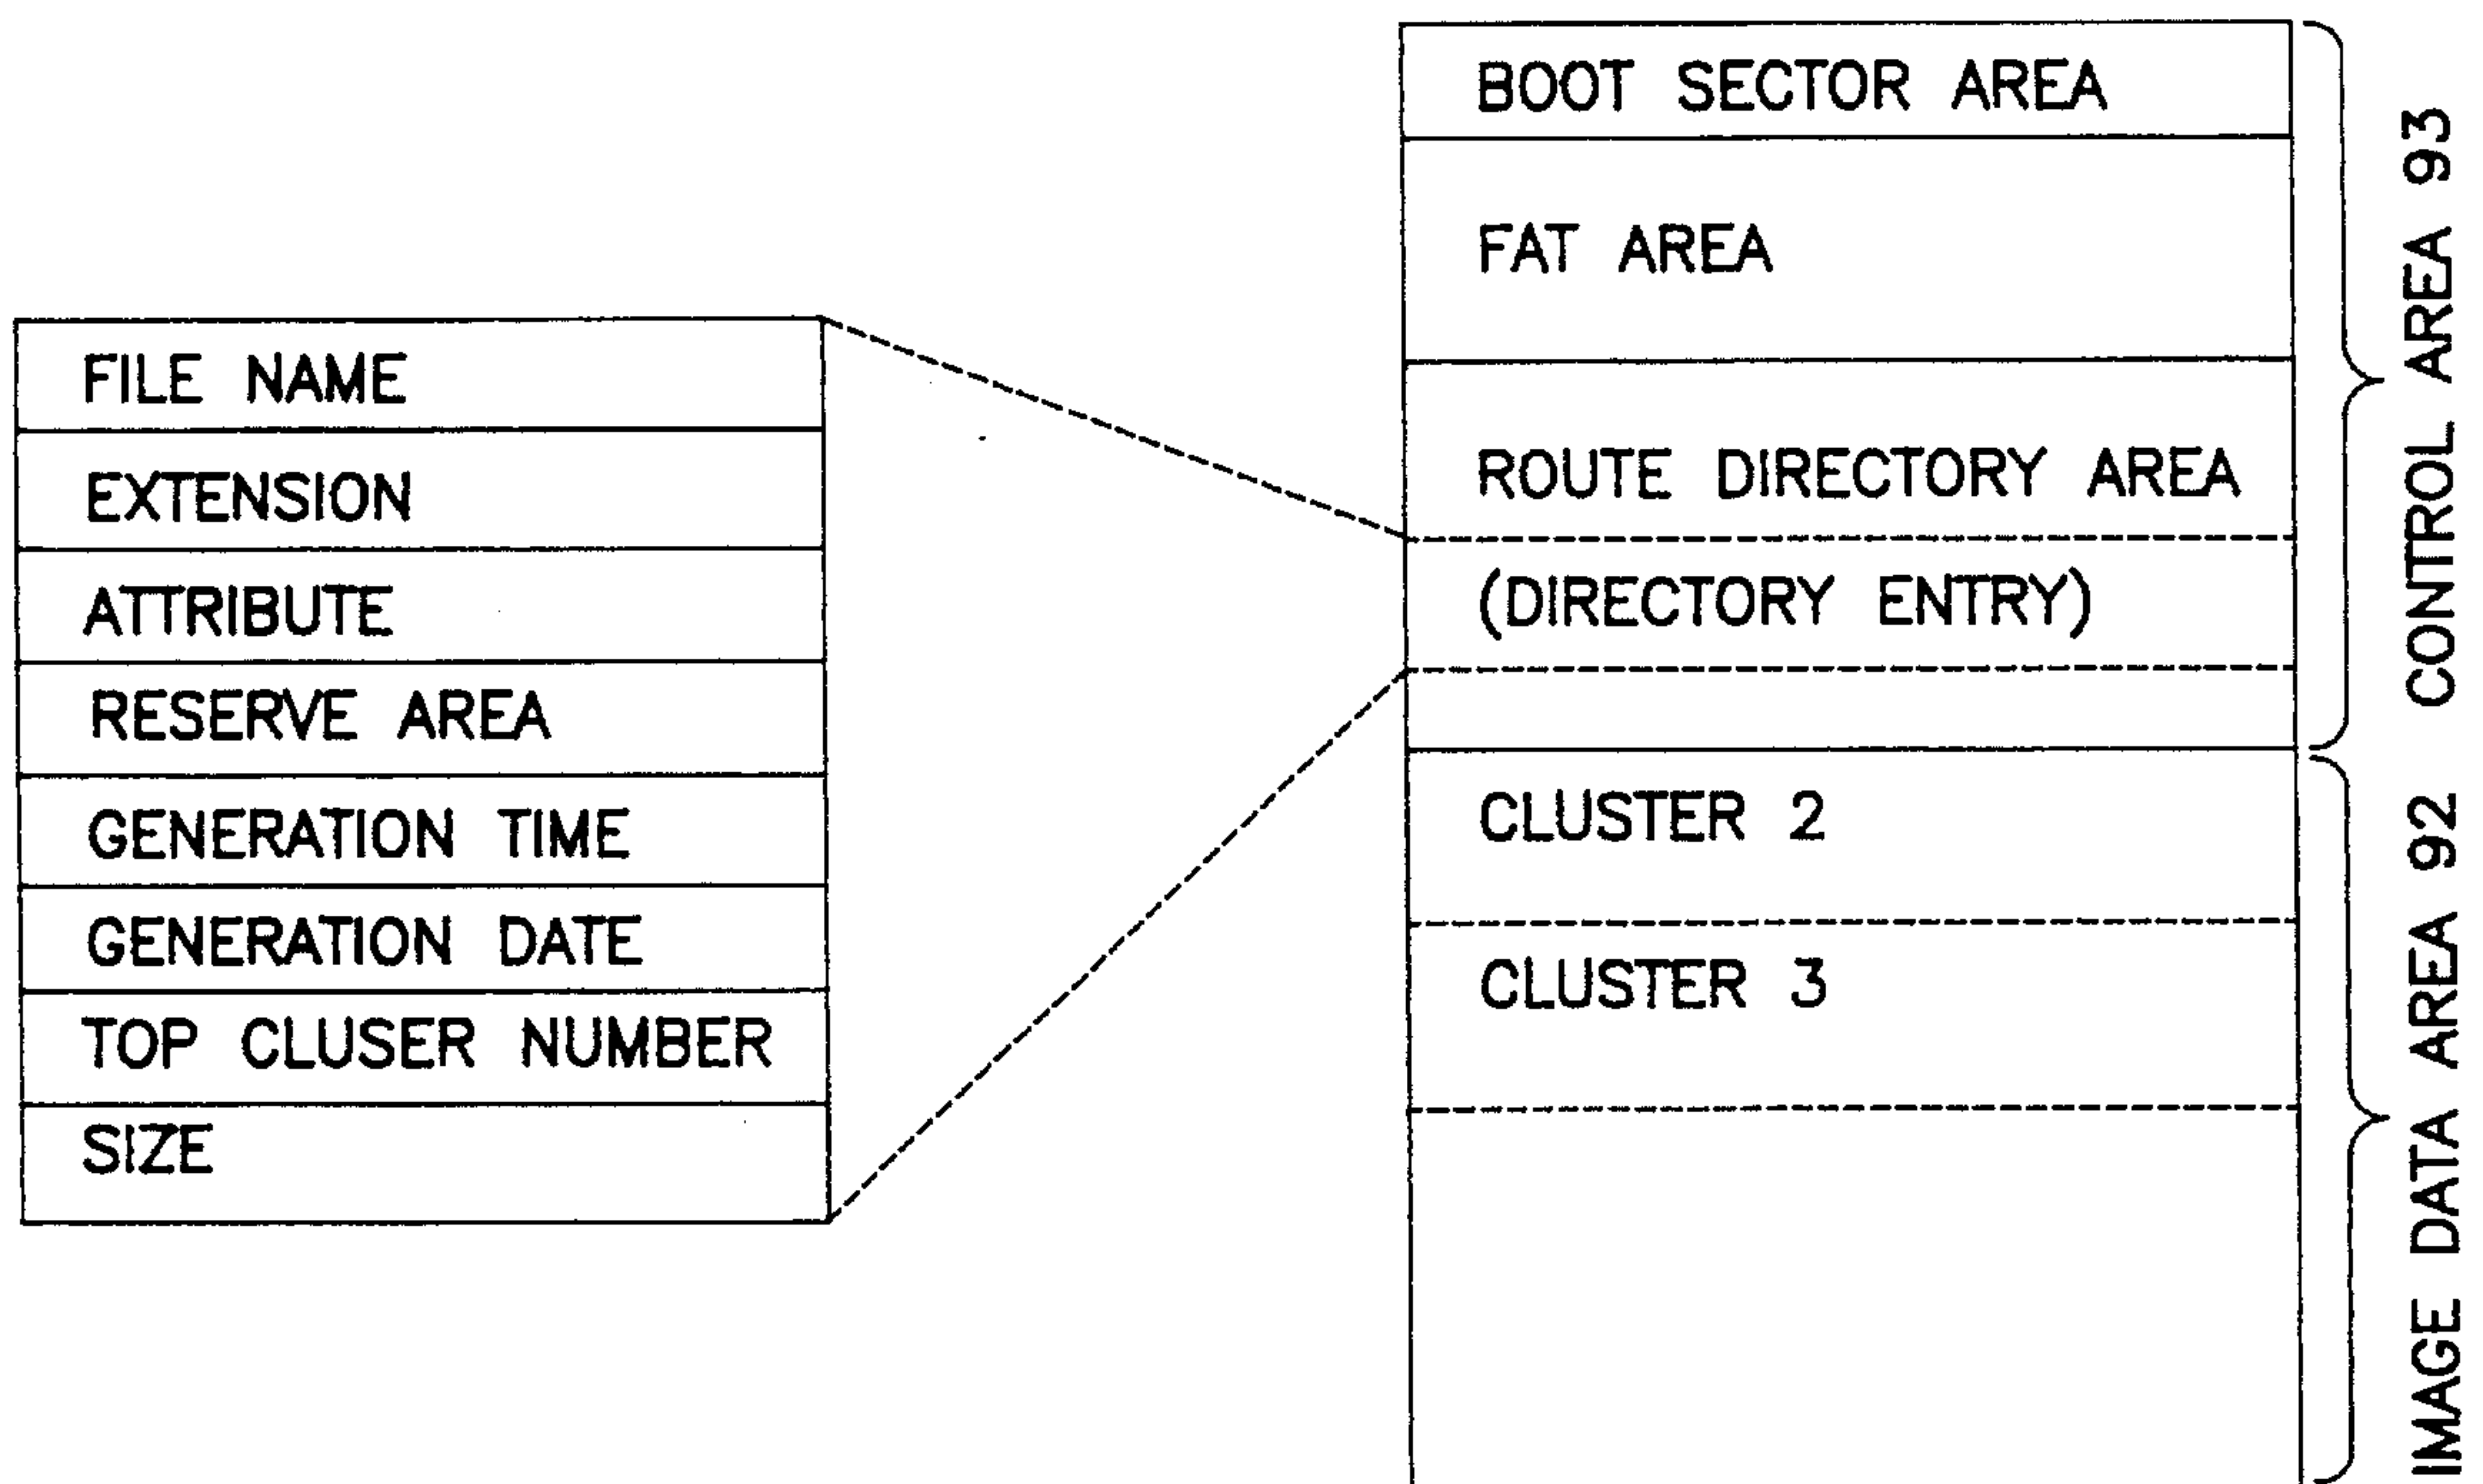 FILE NAME
EXTENSION
ATTRIBUTE
RESERVE AREA
GENERATION TIME
GENERATION DATE
TOP CLUSER NUMBER
SIZE
BOOT SECTOR AREA
FAT AREA
ROUTE DIRECTORY AREA
(DIRECTORY ENTRY)
CLUSTER 2
CLUSTER 3
CONTROL AREA 93
IMAGE DATA AREA 92